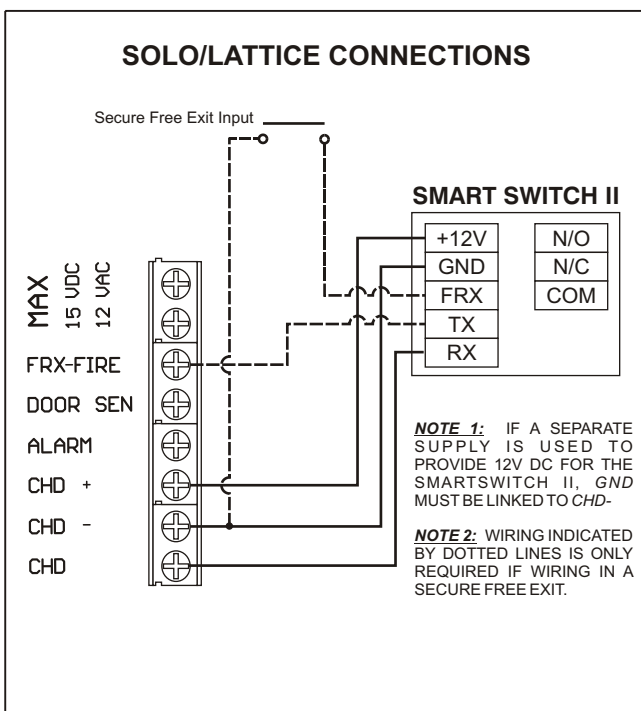 SOLO/LATTICE CONNECTIONS
Secure Free Exit Input
SMART SWITCH II
+12V
GND
FRX
TX
RX
N/O
N/C
COM
MAX
15 VDC
12 VAC
FRX-FIRE
DOOR SEN
ALARM
CHD +
CHD -
CHD
NOTE 1: IF A SEPARATE
SUPPLY IS USED TO
PROVIDE 12V DC FOR THE
SMARTSWITCH II, GND
MUST BE LINKED TO CHD-
NOTE 2: WIRING INDICATED
BY DOTTED LINES IS ONLY
REQUIRED IF WIRING IN A
SECURE FREE EXIT.